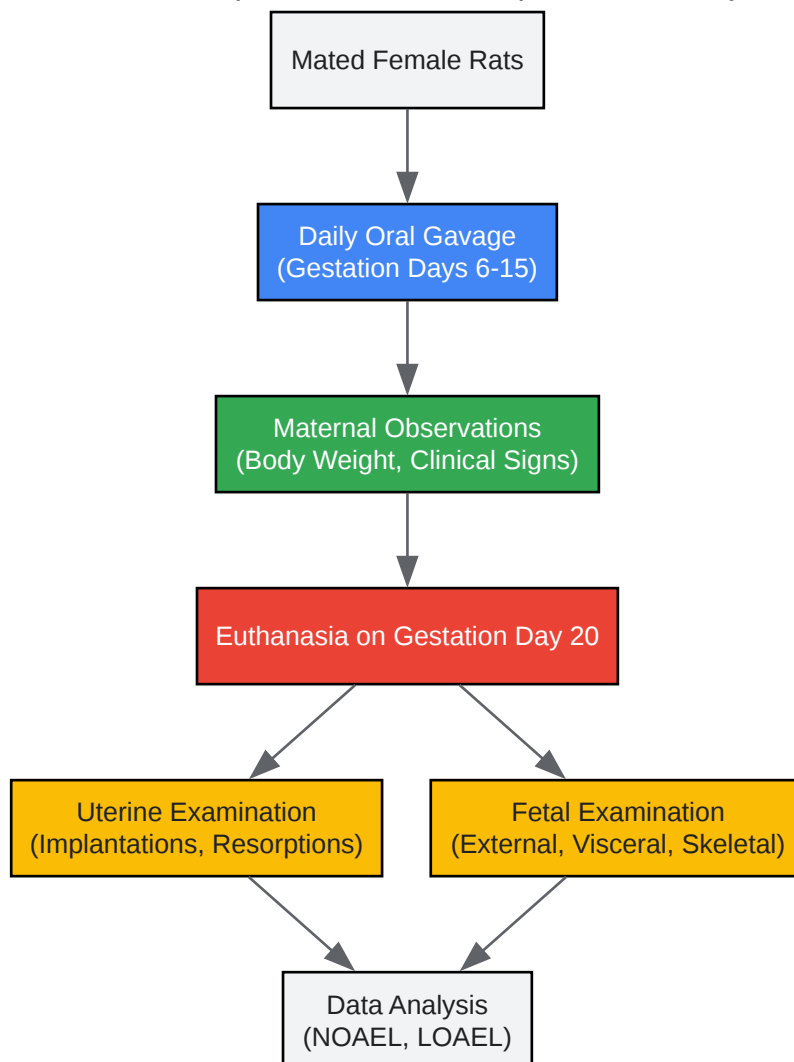 Mated Female Rats
Daily Oral Gavage
(Gestation Days 6-15)
Maternal Observations
(Body Weight, Clinical Signs)
Euthanasia on Gestation Day 20
Uterine Examination
(Implantations, Resorptions)
Fetal Examination
(External, Visceral, Skeletal)
Data Analysis
(NOAEL, LOAEL)